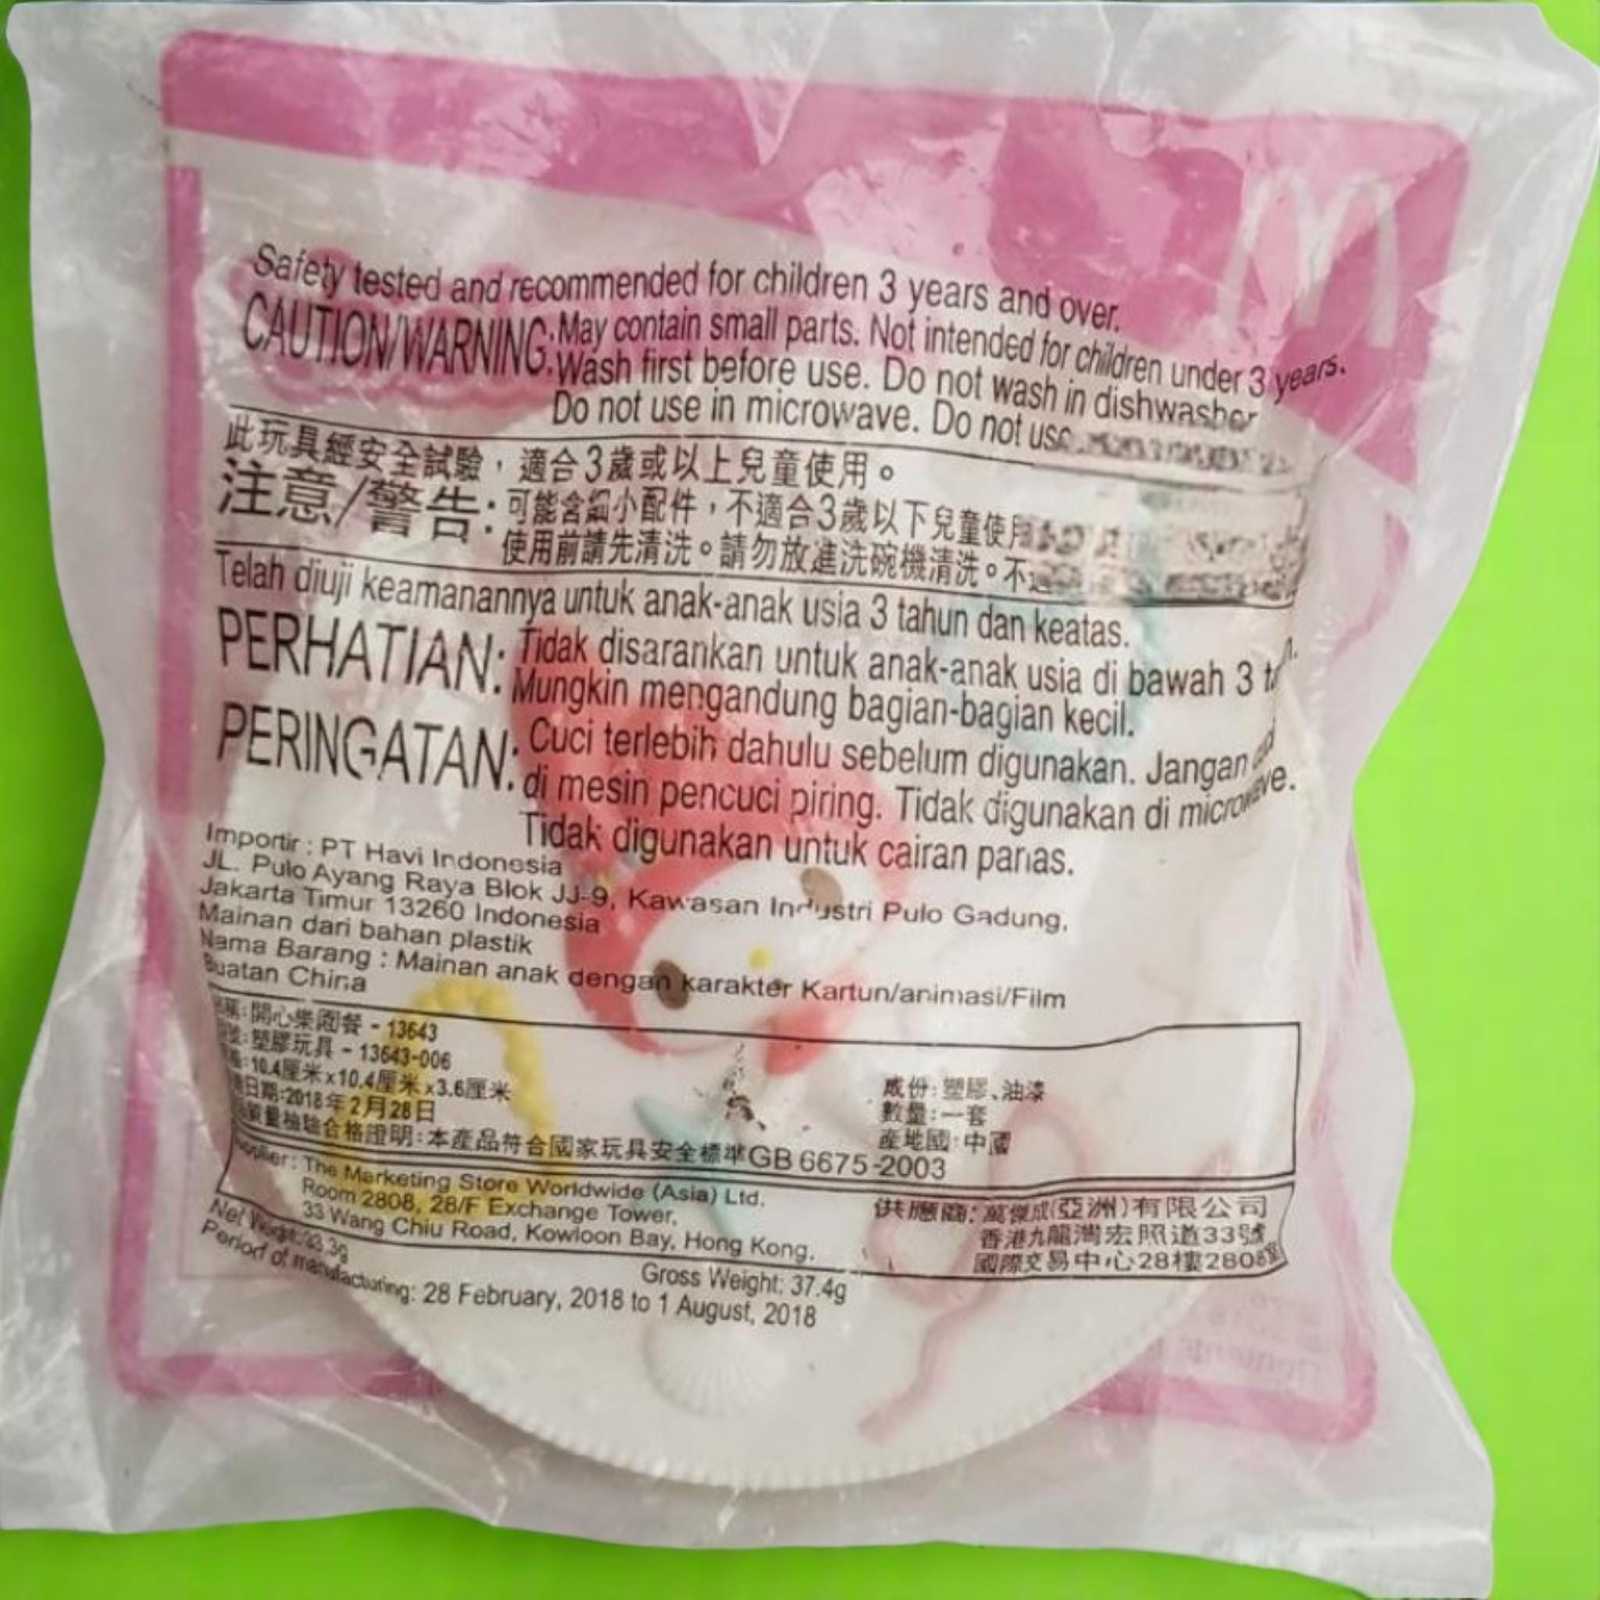 Safety tested and recommended for children 3 years and over.
CAUTION/WARNING: May contain small parts. Not intended for children under 3 years.
Wash first before use. Do not wash in dishwasher
Do not use in microwave. Do not use
此玩具經安全試驗，適合3歲或以上兒童使用。
注意/警告: 可能含細小配件，不適合3歲以下兒童使用
使用前請先清洗。請勿放進洗碗機清洗。不適
Telah diuji keamanannya untuk anak-anak usia 3 tahun dan keatas.
PERHATIAN: Tidak disarankan untuk anak-anak usia di bawah 3
Mungkin mengandung bagian-bagian kecil.
PERINGATAN: Cuci terlebih dahulu sebelum digunakan. Jangan
di mesin pencuci piring. Tidak digunakan di microwave.
Tidak digunakan untuk cairan panas.
Importir : PT Havi Indonesia
JL. Pulo Ayang Raya Blok JJ-9, Kawasan Industri Pulo Gadung,
Jakarta Timur 13260 Indonesia
Mainan dari bahan plastik
Nama Barang : Mainan anak dengan karakter Kartun/animasi/Film
Buatan China
開心樂園餐 - 13643
塑膠玩具 - 13643-006
10.4厘米x10.4厘米x3.6厘米
日期:2018年2月28日
質量檢驗合格證明:本產品符合國家玩具安全標準GB 6675-2003
成份:塑膠、油漆
數量:一套
產地國:中國
Supplier: The Marketing Store Worldwide (Asia) Ltd.
Room 2808, 28/F Exchange Tower,
33 Wang Chiu Road, Kowloon Bay, Hong Kong.
供應商:萬傑成(亞洲)有限公司
香港九龍灣宏照道33號
國際交易中心28樓2808室
Net Weight:
Gross Weight: 37.4g
Period of manufacturing: 28 February, 2018 to 1 August, 2018